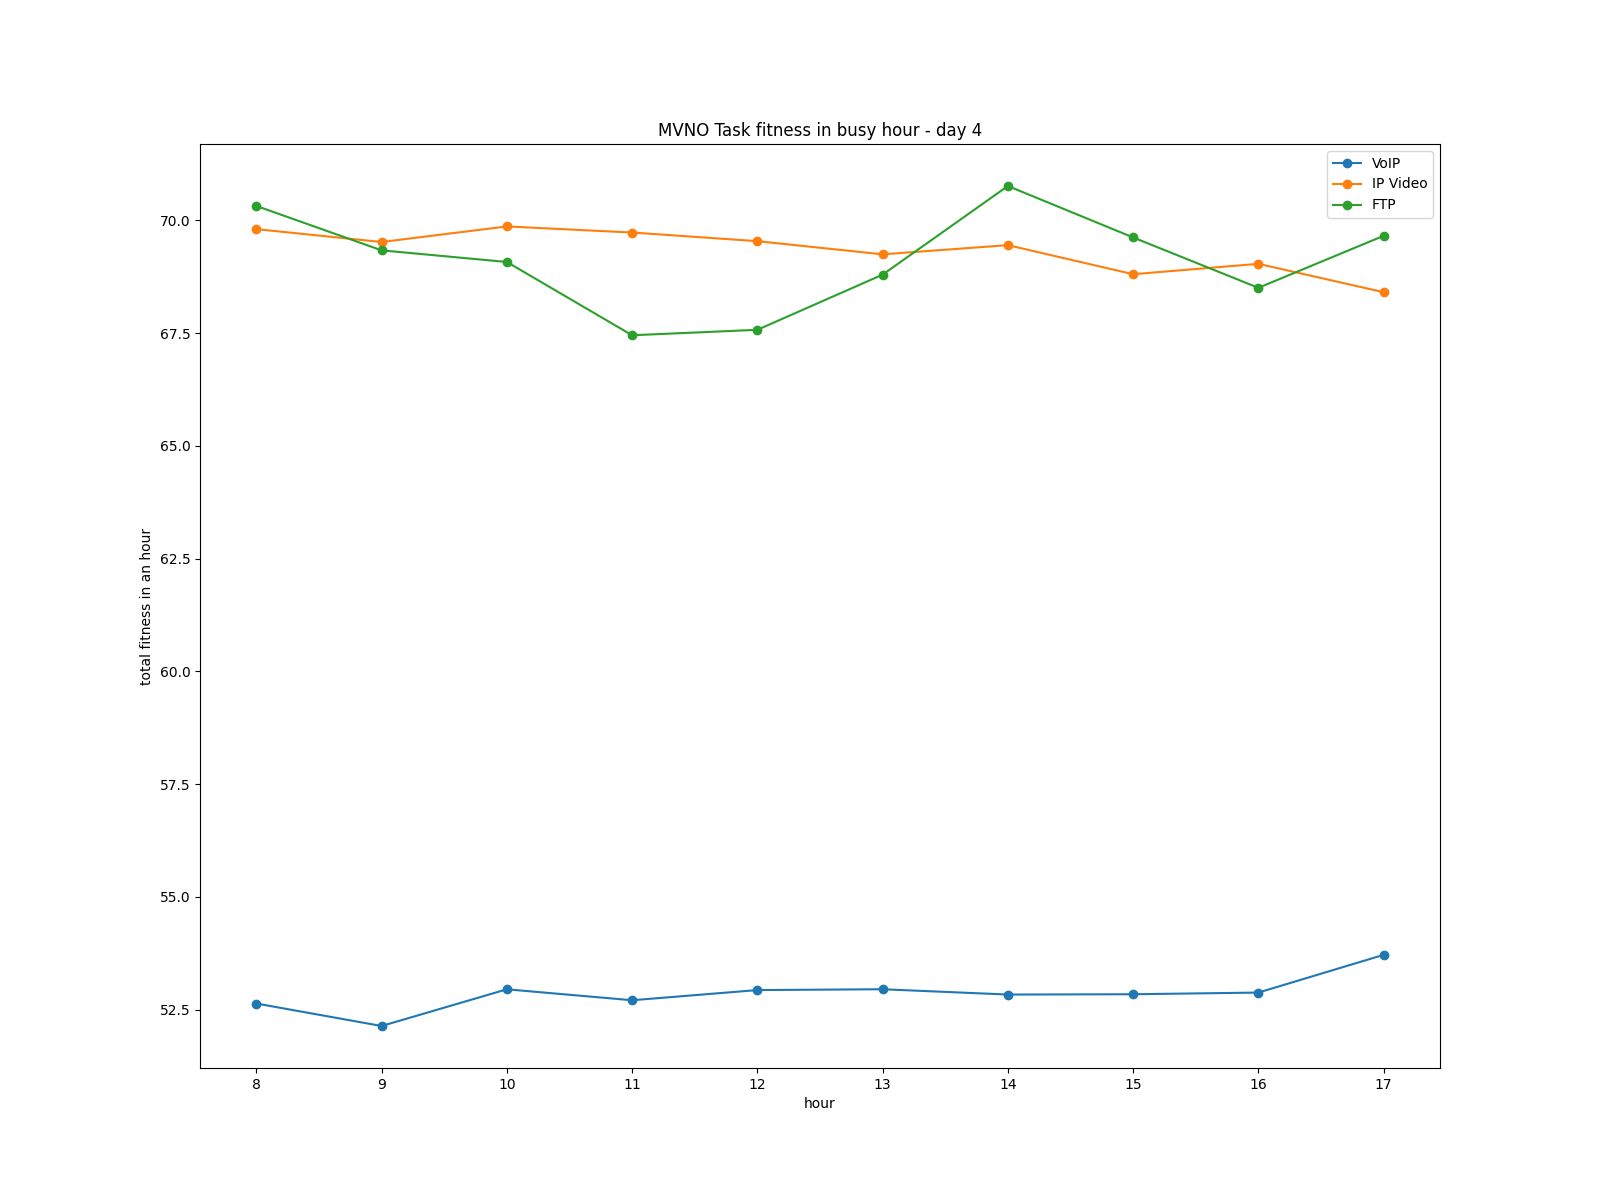 MVNO Task fitness in busy hour - day 4
VoIP
IP Video
FTP
70.0
67.5
65.0
62.5
60.0
57.5
55.0
52.5
total fitness in an hour
8 9 10 11 12 13 14 15 16 17
hour